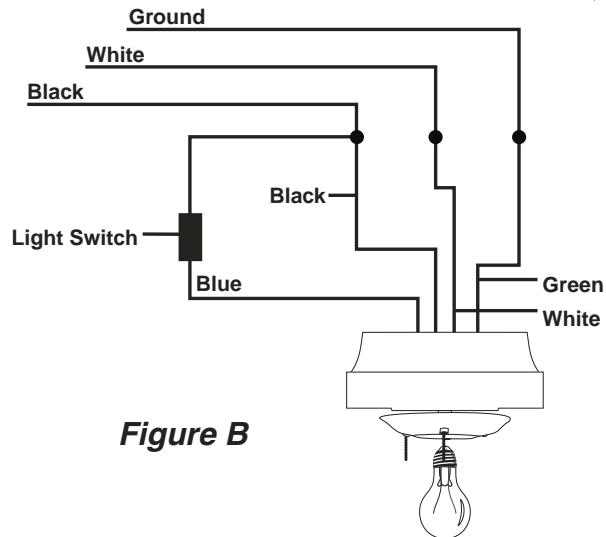 Ground
White
Black
Black
Light Switch
Blue
Green
White
Figure B